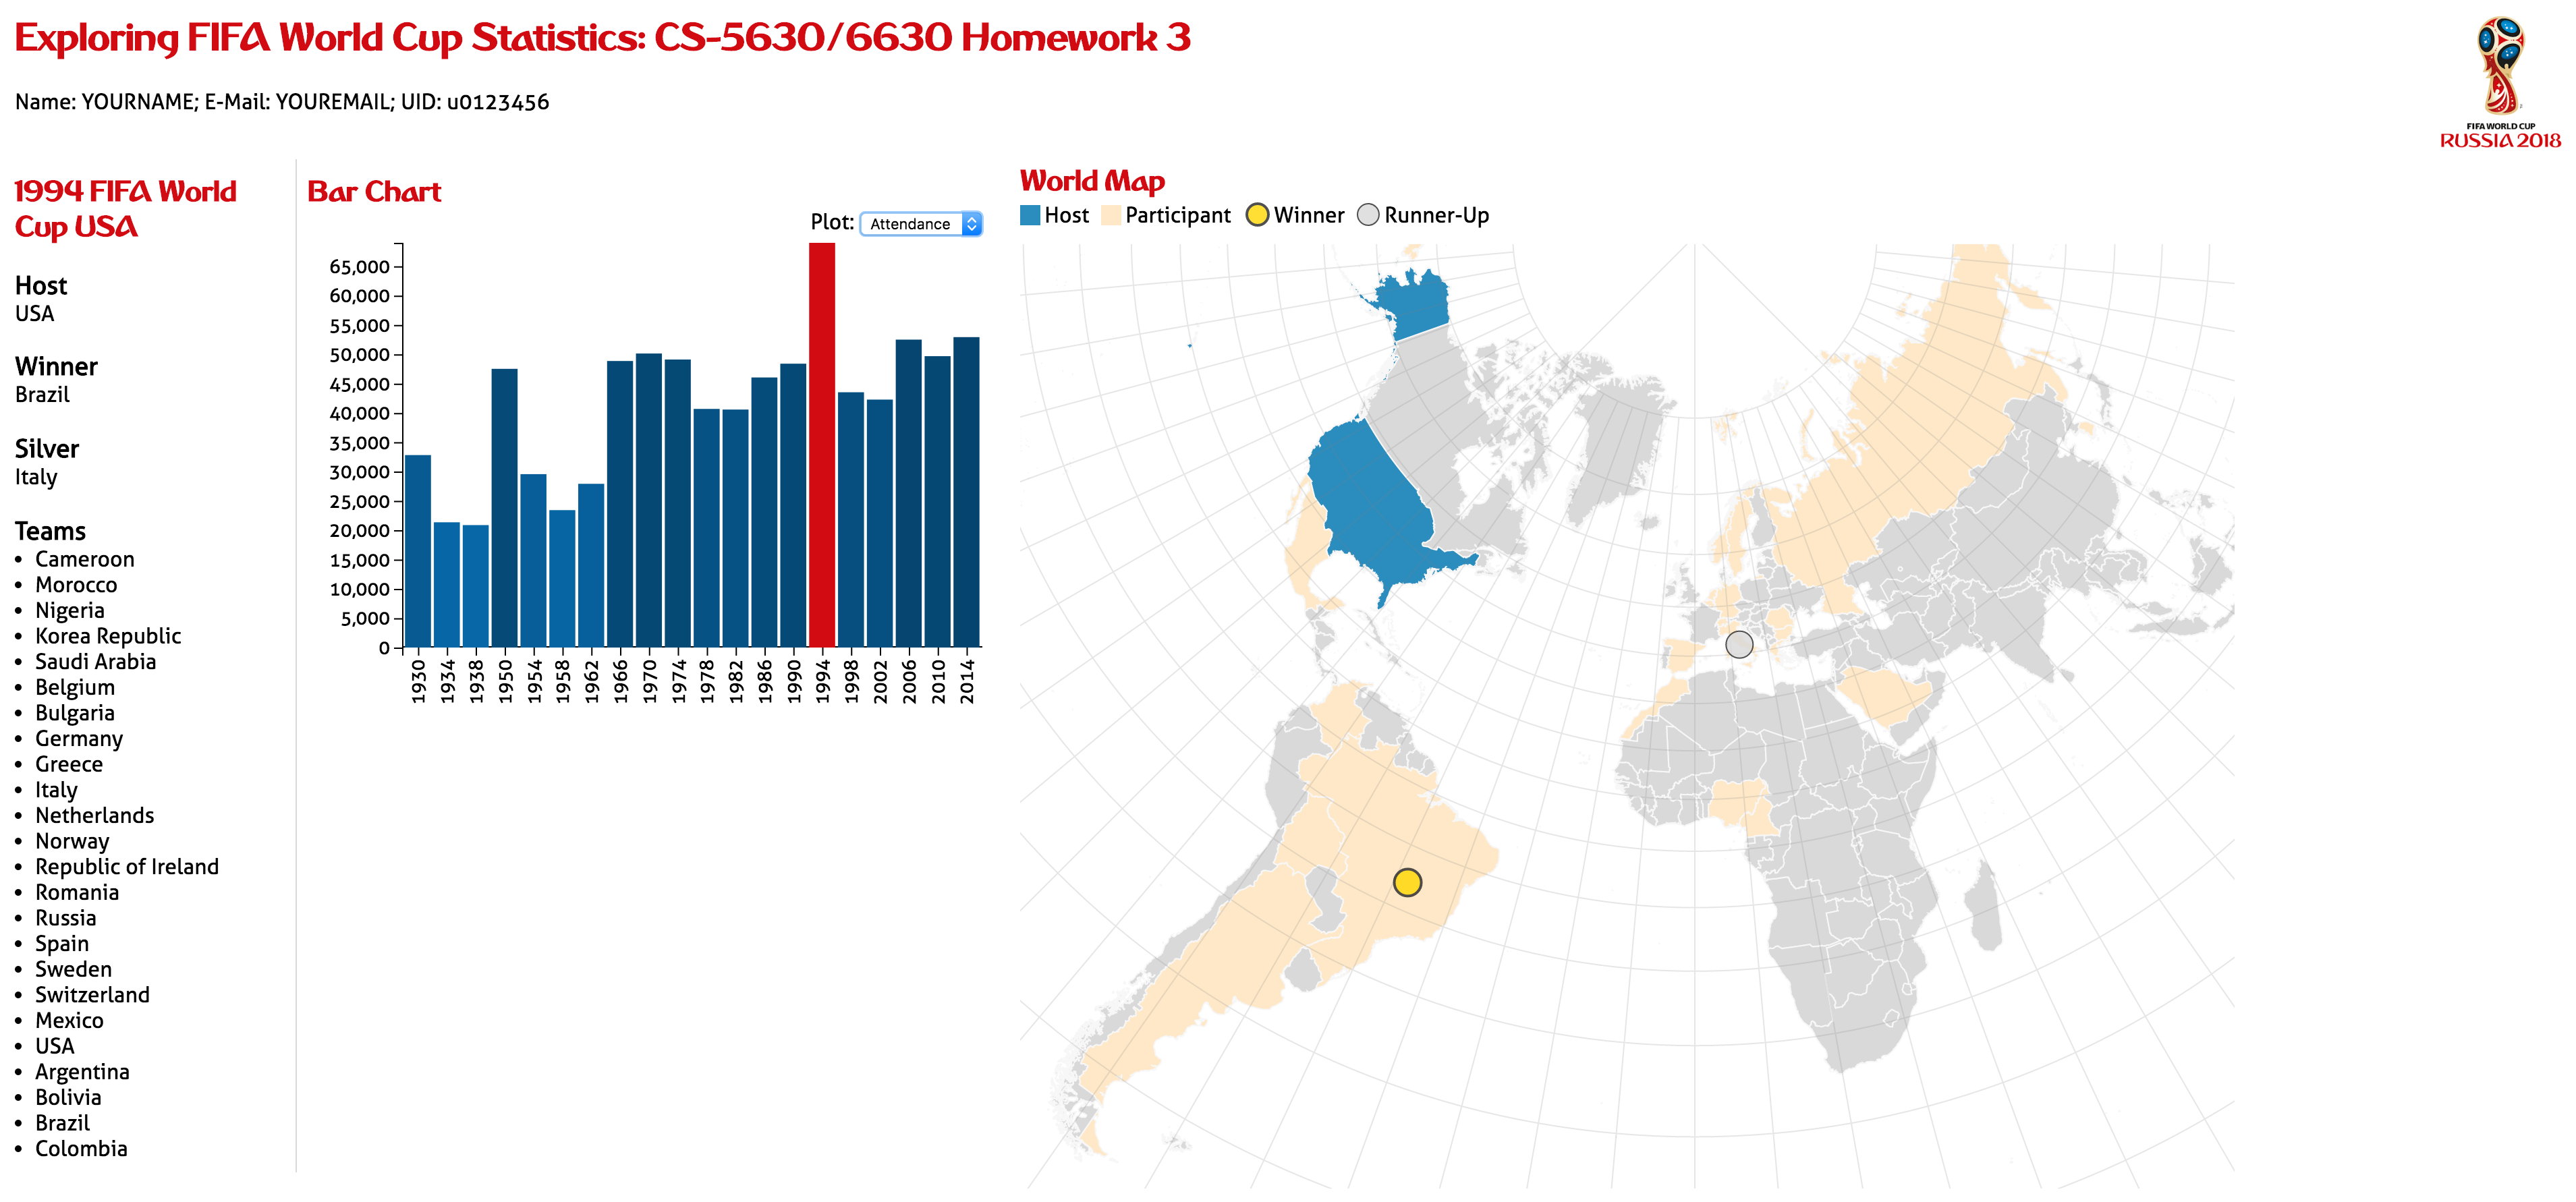 Exploring FIFA World Cup Statistics: CS-5630/6630 Homework 3
Name: YOURNAME; E-Mail: YOUREMAIL; UID: u0123456
FIFA WORLD CUP
RUSSIA 2018
1994 FIFA World
Cup USA
Host
USA
Winner
Brazil
Silver
Italy
Teams
• Cameroon
• Morocco
• Nigeria
• Korea Republic
• Saudi Arabia
• Belgium
• Bulgaria
• Germany
• Greece
• Italy
• Netherlands
• Norway
• Republic of Ireland
• Romania
• Russia
• Spain
• Sweden
• Switzerland
• Mexico
• USA
• Argentina
• Bolivia
• Brazil
• Colombia
Bar Chart
Plot: Attendance
65,000
60,000
55,000
50,000
45,000
40,000
35,000
30,000
25,000
20,000
15,000
10,000
5,000
0
1930 1934 1938 1950 1954 1958 1962 1966 1970 1974 1978 1982 1986 1990 1994 1998 2002 2006 2010 2014
World Map
Host Participant Winner Runner-Up